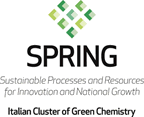 SPRING
Sustainable Processes and Resources
for Innovation and National Growth
Italian Cluster of Green Chemistry